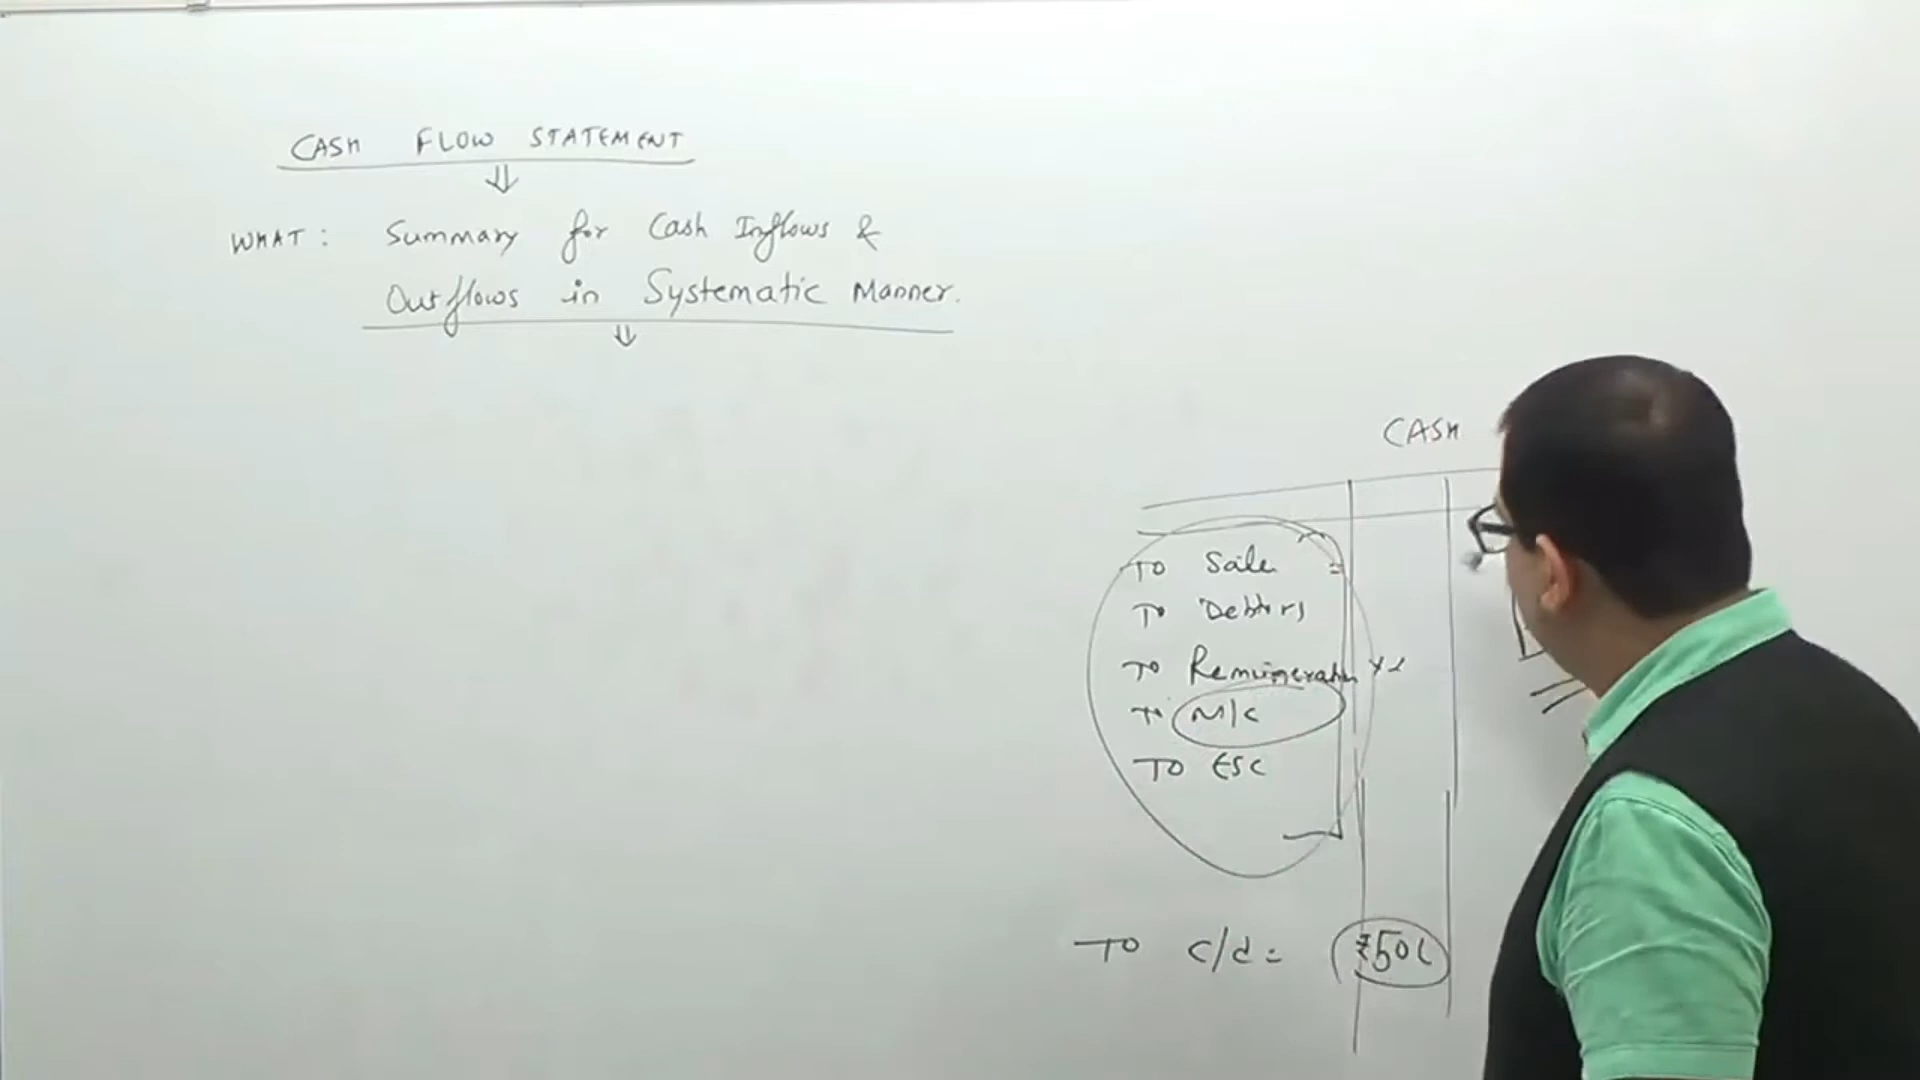 CASH FLOW STATEMENT
WHAT: Summary for Cash Inflows &
Outflows in Systematic Manner.
CASH
TO Sale =
TO Debtors
TO
TO M/C
TO ESC
TO c/d = ₹50L